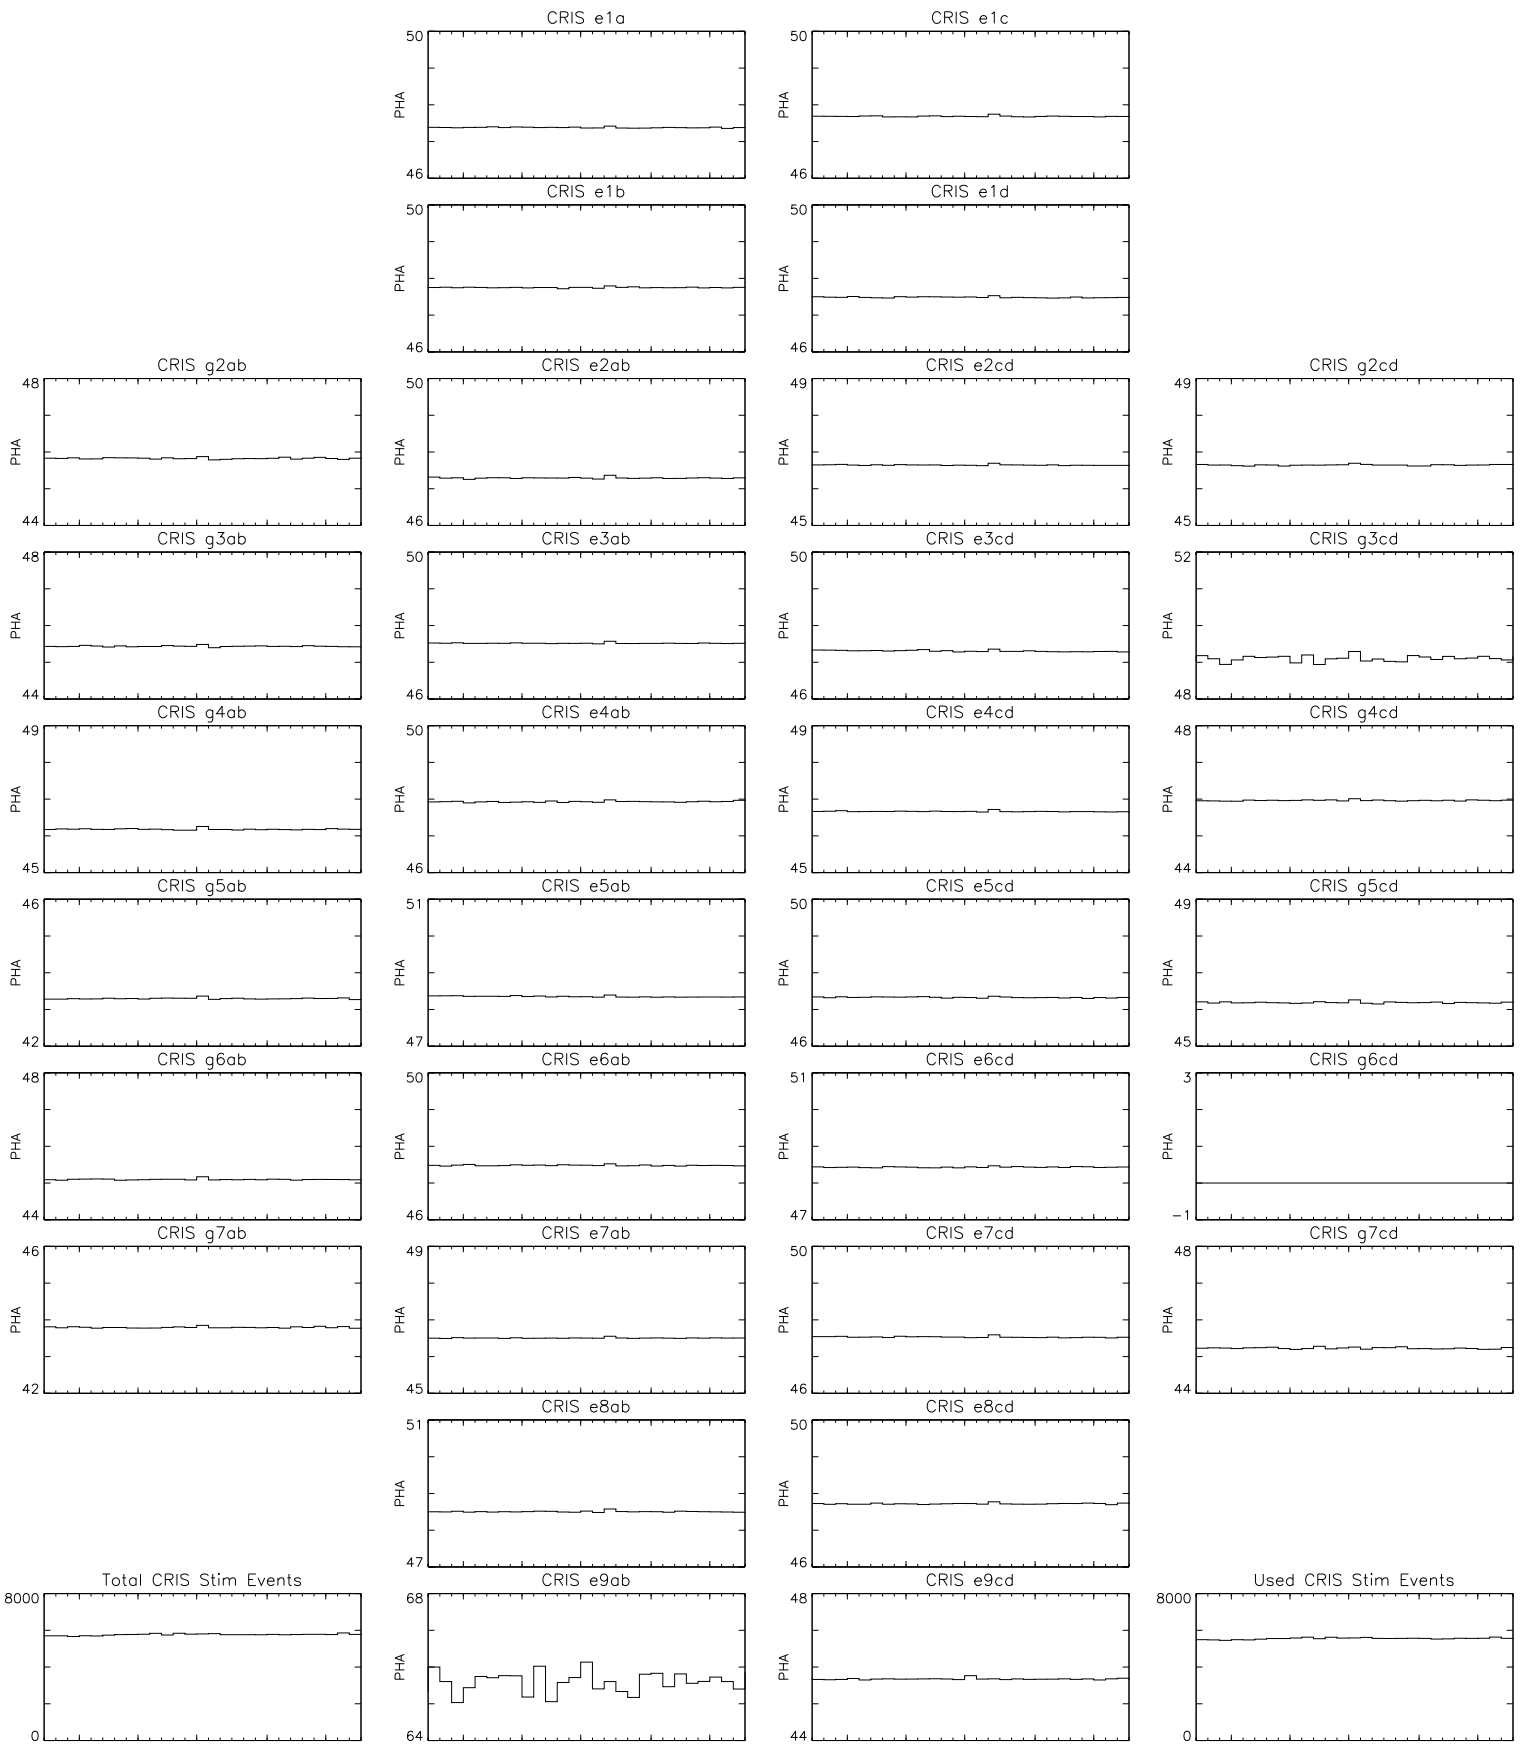 CRIS e1a
50
PHA
46
CRIS e1c
50
PHA
46
CRIS e1b
50
PHA
46
CRIS e1d
50
PHA
46
CRIS g2ab
48
PHA
44
CRIS e2ab
50
PHA
46
CRIS e2cd
49
PHA
45
CRIS g2cd
49
PHA
45
CRIS g3ab
48
PHA
44
CRIS e3ab
50
PHA
46
CRIS e3cd
50
PHA
46
CRIS g3cd
52
PHA
48
CRIS g4ab
49
PHA
45
CRIS e4ab
50
PHA
46
CRIS e4cd
49
PHA
45
CRIS g4cd
48
PHA
44
CRIS g5ab
46
PHA
42
CRIS e5ab
51
PHA
47
CRIS e5cd
50
PHA
46
CRIS g5cd
49
PHA
45
CRIS g6ab
48
PHA
44
CRIS e6ab
50
PHA
46
CRIS e6cd
51
PHA
47
CRIS g6cd
3
PHA
-1
CRIS g7ab
46
PHA
42
CRIS e7ab
49
PHA
45
CRIS e7cd
50
PHA
46
CRIS g7cd
48
PHA
44
CRIS e8ab
51
PHA
47
CRIS e8cd
50
PHA
46
Total CRIS Stim Events
8000
0
CRIS e9ab
68
PHA
64
CRIS e9cd
48
PHA
44
Used CRIS Stim Events
8000
0